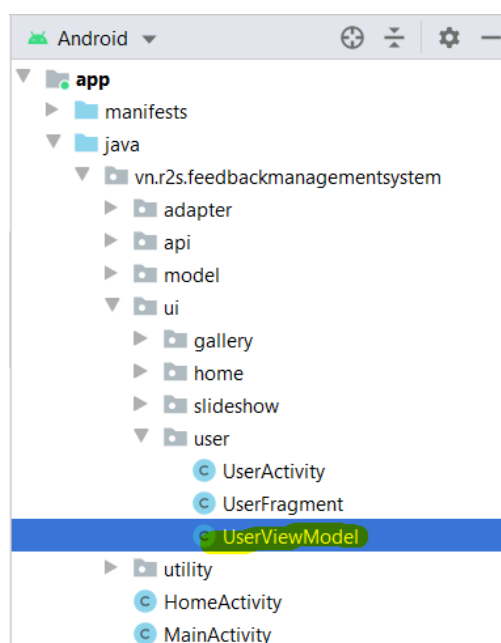 Android
app
manifests
java
vn.r2s.feedbackmanagementsystem
adapter
api
model
ui
gallery
home
slideshow
user
C UserActivity
C UserFragment
C UserViewModel
utility
C HomeActivity
C MainActivity